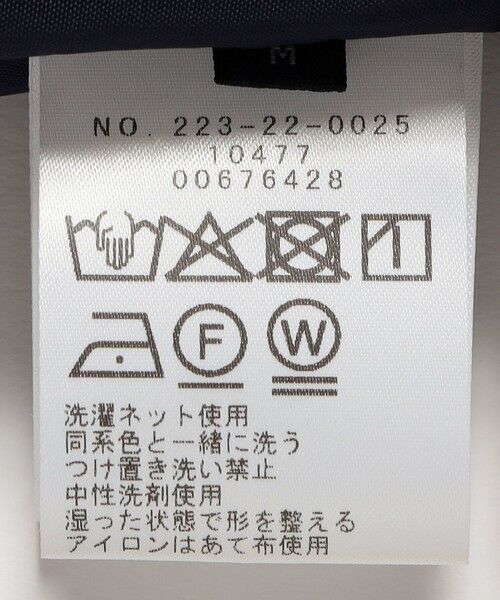 M
NO. 223-22-0025
10477
00676428
F W
洗濯ネット使用
同系色と一緒に洗う
つけ置き洗い禁止
中性洗剤使用
湿った状態で形を整える
アイロンはあて布使用